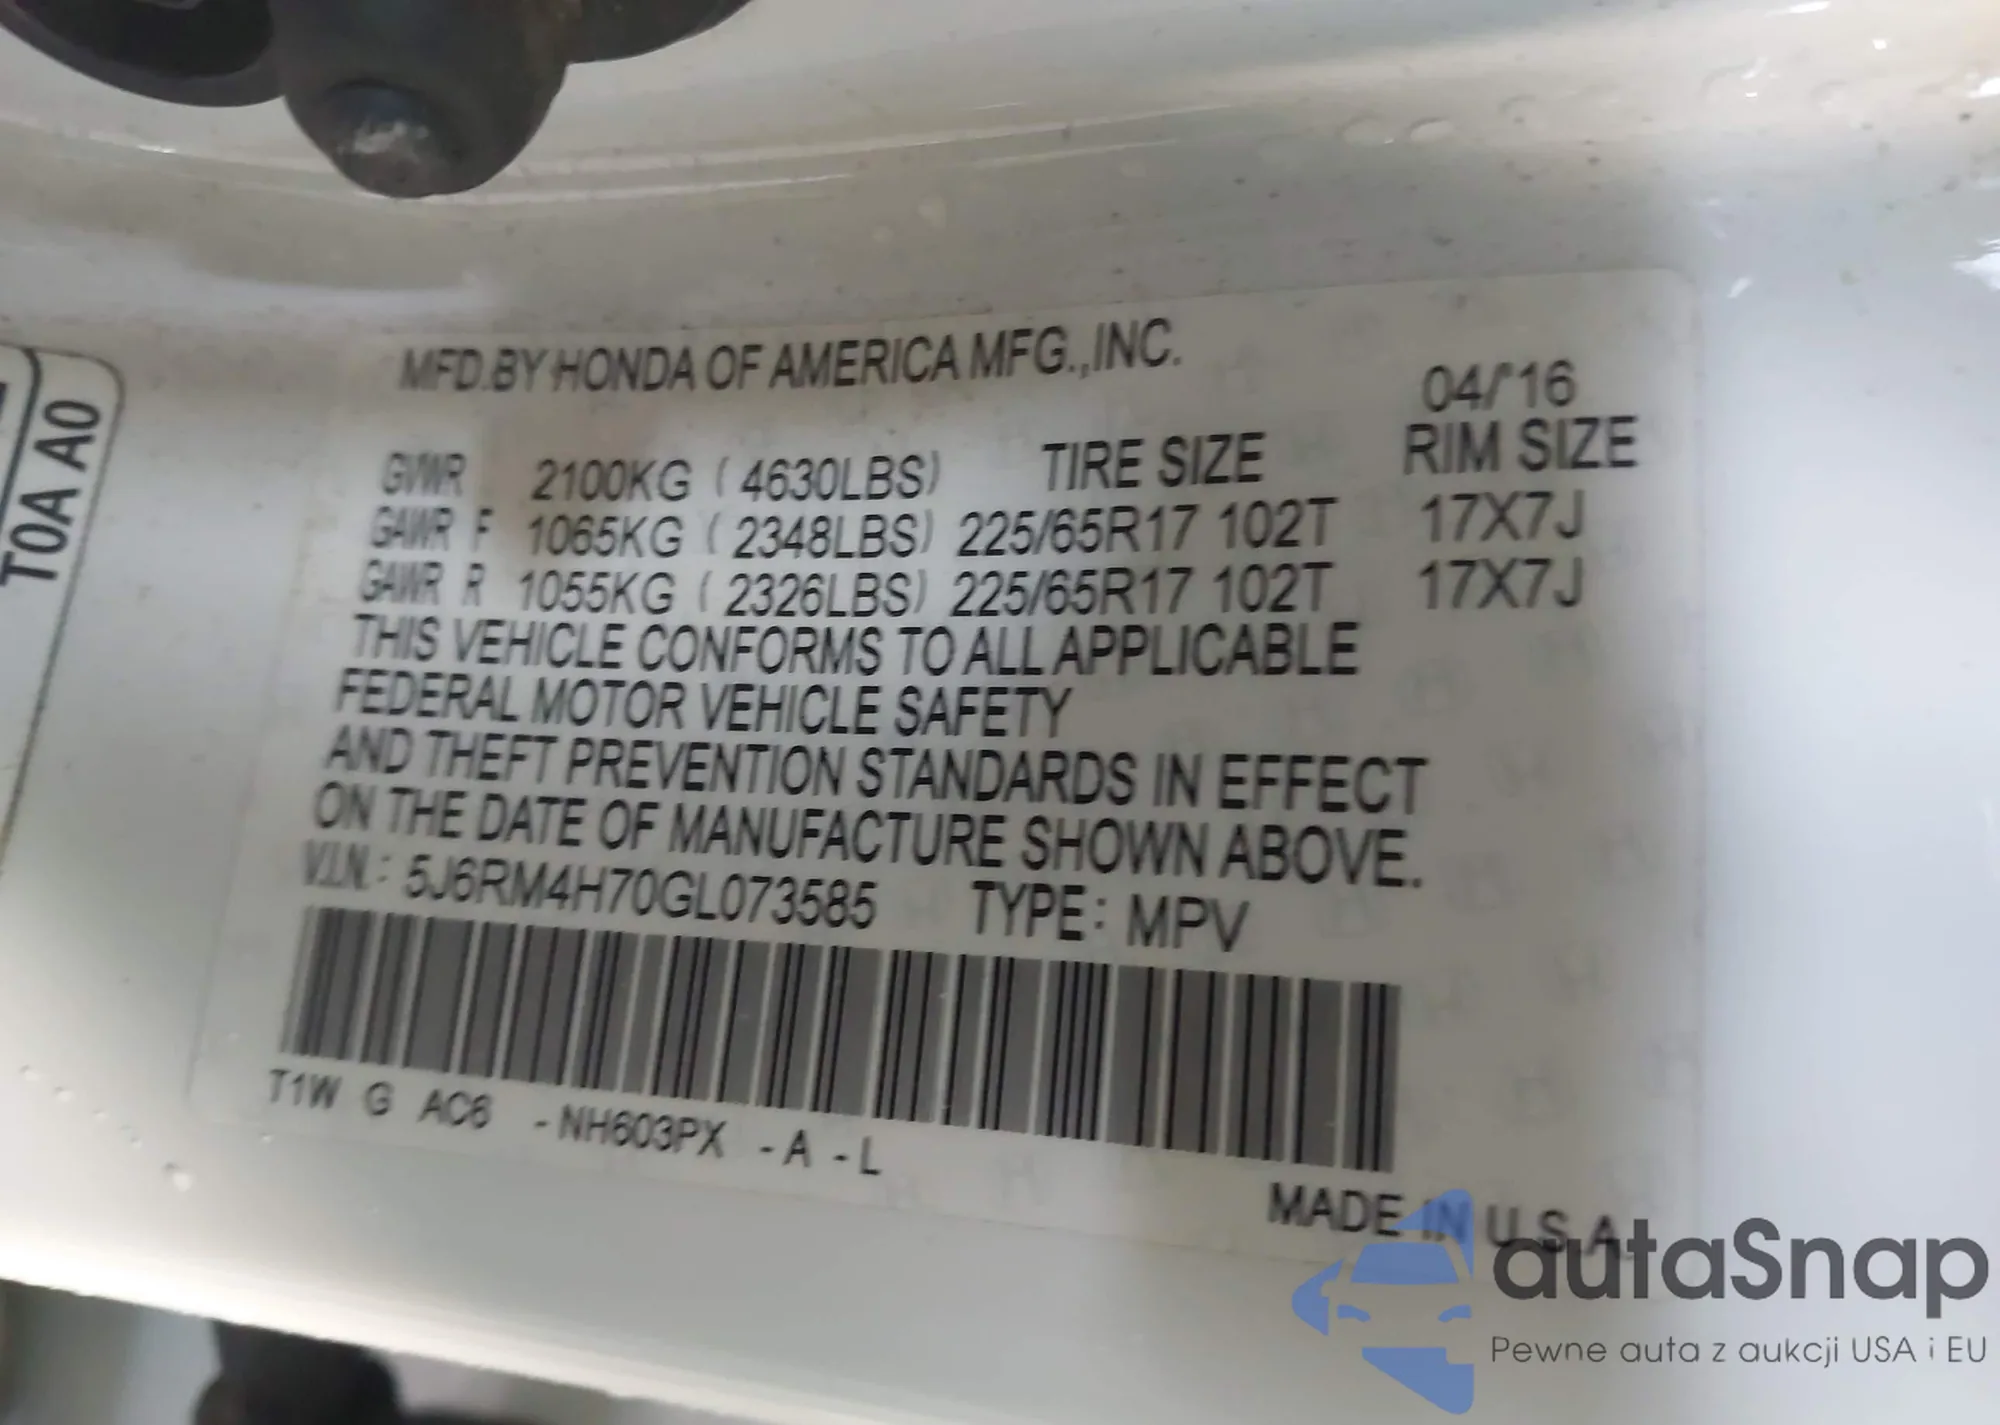 T0A A0
MFD.BY HONDA OF AMERICA MFG.,INC.
04/'16
GVWR 2100KG ( 4630LBS) TIRE SIZE RIM SIZE
GAWR F 1065KG ( 2348LBS) 225/65R17 102T 17X7J
GAWR R 1055KG ( 2326LBS) 225/65R17 102T 17X7J
THIS VEHICLE CONFORMS TO ALL APPLICABLE
FEDERAL MOTOR VEHICLE SAFETY
AND THEFT PREVENTION STANDARDS IN EFFECT
ON THE DATE OF MANUFACTURE SHOWN ABOVE.
V.I.N.: 5J6RM4H70GL073585 TYPE: MPV
T1W G AC6 -NH603PX -A -L
MADE IN U.S.A.
autaSnap
Pewne auta z aukcji USA i EU